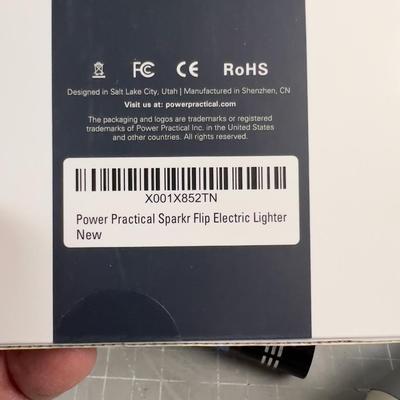 FC CE RoHS
Designed in Salt Lake City, Utah | Manufactured in Shenzhen, CN
Visit us at: powerpractical.com
The packaging and logos are trademarks or registered
trademarks of Power Practical Inc. in the United States
and other countries. All rights reserved.
X001X852TN
Power Practical Sparkr Flip Electric Lighter
New